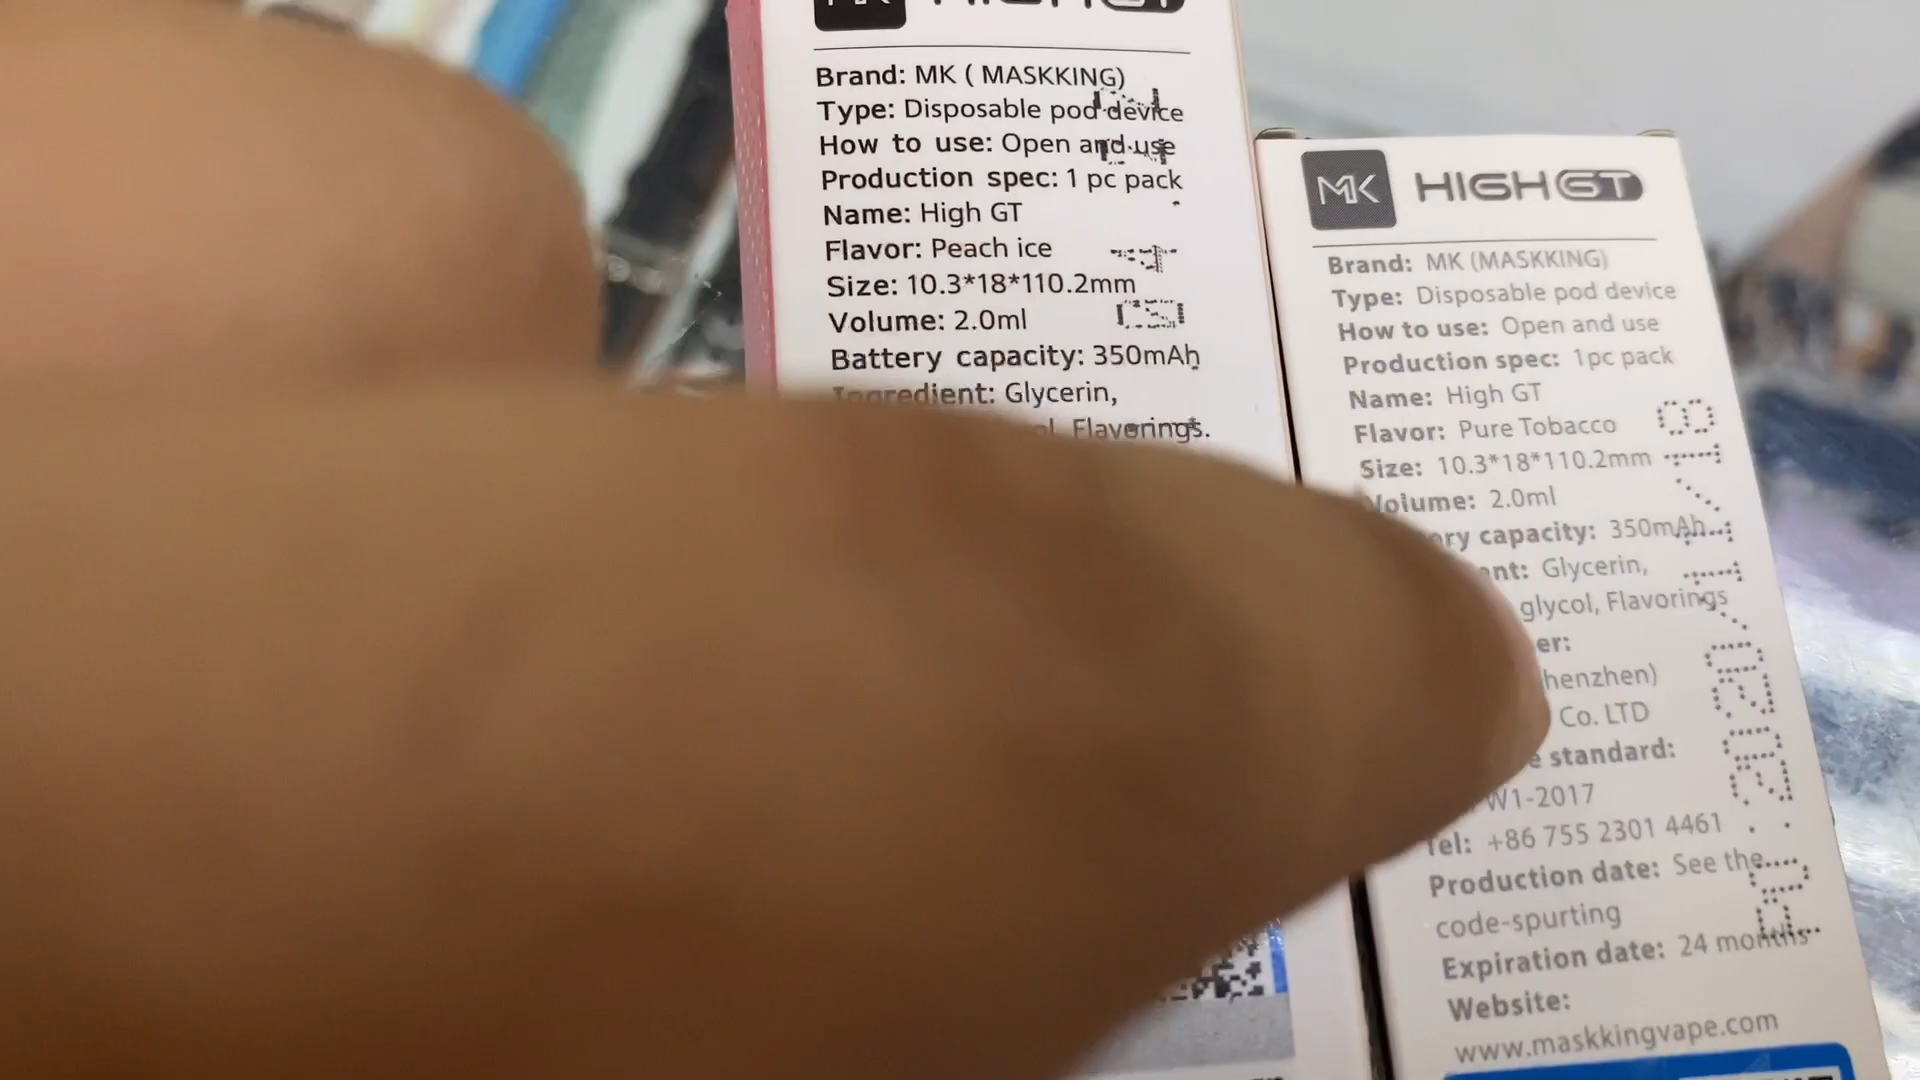 MK HIGH GT
Brand: MK ( MASKKING)
Type: Disposable pod device
How to use: Open and use
Production spec: 1 pc pack
Name: High GT
Flavor: Peach ice
Size: 10.3*18*110.2mm
Volume: 2.0ml
Battery capacity: 350mAh
Ingredient: Glycerin,
Flavorings.
MK HIGH GT
Brand: MK (MASKKING)
Type: Disposable pod device
How to use: Open and use
Production spec: 1pc pack
Name: High GT
Flavor: Pure Tobacco
Size: 10.3*18*110.2mm
Volume: 2.0ml
capacity: 350mAh
Glycerin,
glycol, Flavorings
Co. LTD
standard:
W1-2017
Tel: +86 755 2301 4461
Production date: See the
code-spurting
Expiration date: 24 months
Website:
www.maskkingvape.com